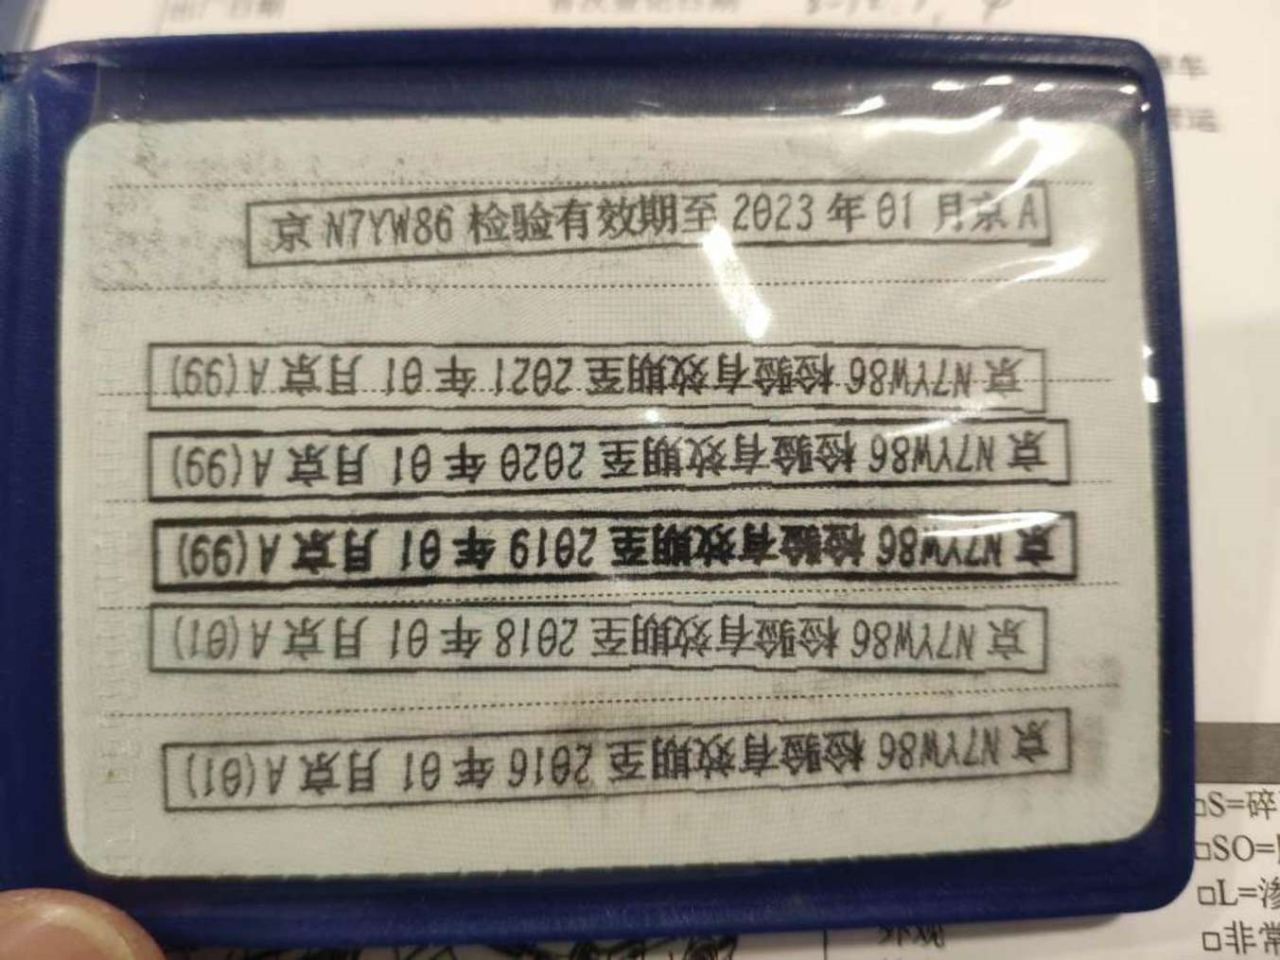 出厂日期
京 N7YW86 检验有效期至 2023 年 01 月京 A
京 N7YW86 检验有效期至 2021 年 01 月京 A(99)
京 N7YW86 检验有效期至 2020 年 01 月京 A(99)
京 N7YW86 检验有效期至 2019 年 01 月京 A(99)
京 N7YW86 检验有效期至 2018 年 01 月京 A(01)
京 N7YW86 检验有效期至 2016 年 01 月京 A(01)
□S=碎
□SO=
□L=渗
□非常